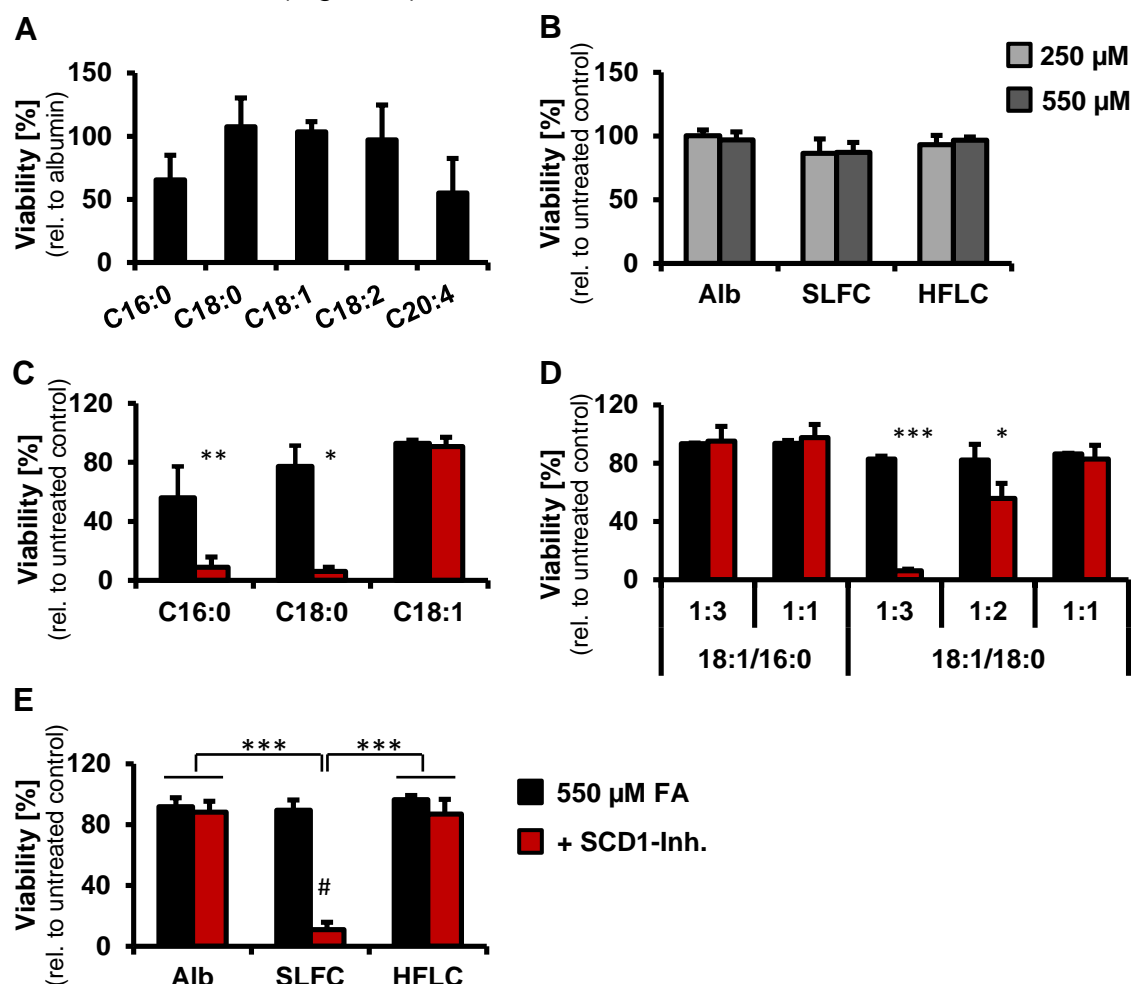 A
Viability [%]
(rel. to albumin)
150
100
50
0
C16:0 C18:0 C18:1 C18:2 C20:4
B
Viability [%]
(rel. to untreated control)
150
100
50
0
Alb SLFC HFLC
250 µM
550 µM
C
Viability [%]
(rel. to untreated control)
120
80
40
0
** *
C16:0 C18:0 C18:1
D
Viability [%]
(rel. to untreated control)
120
80
40
0
*** *
1:3 1:1 1:3 1:2 1:1
18:1/16:0 18:1/18:0
E
Viability [%]
(rel. to untreated control)
120
80
40
0
*** ***
#
Alb SLFC HFLC
550 µM FA
+ SCD1-Inh.